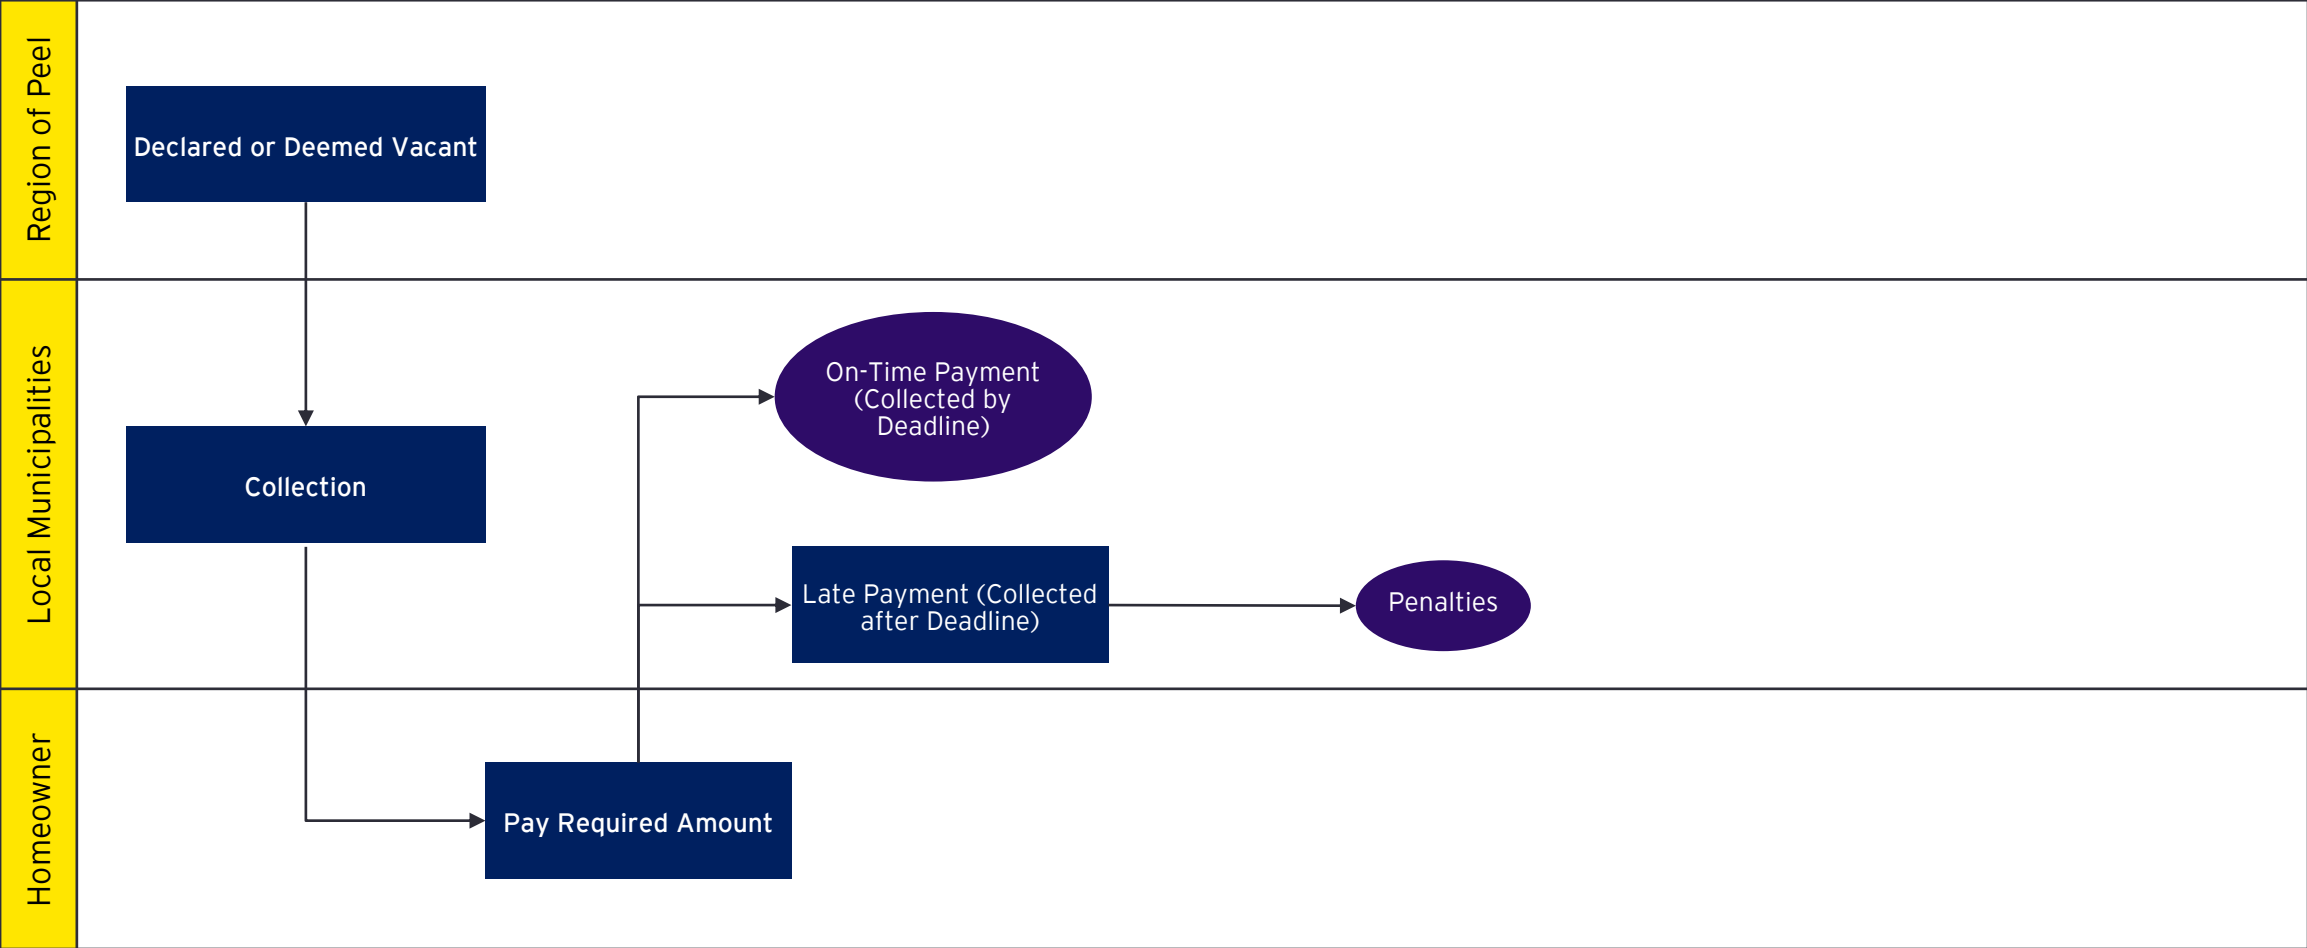 Region of Peel
Declared or Deemed Vacant
Local Municipalities
On-Time Payment
(Collected by
Deadline)
Collection
Late Payment (Collected
after Deadline)
Penalties
Homeowner
Pay Required Amount